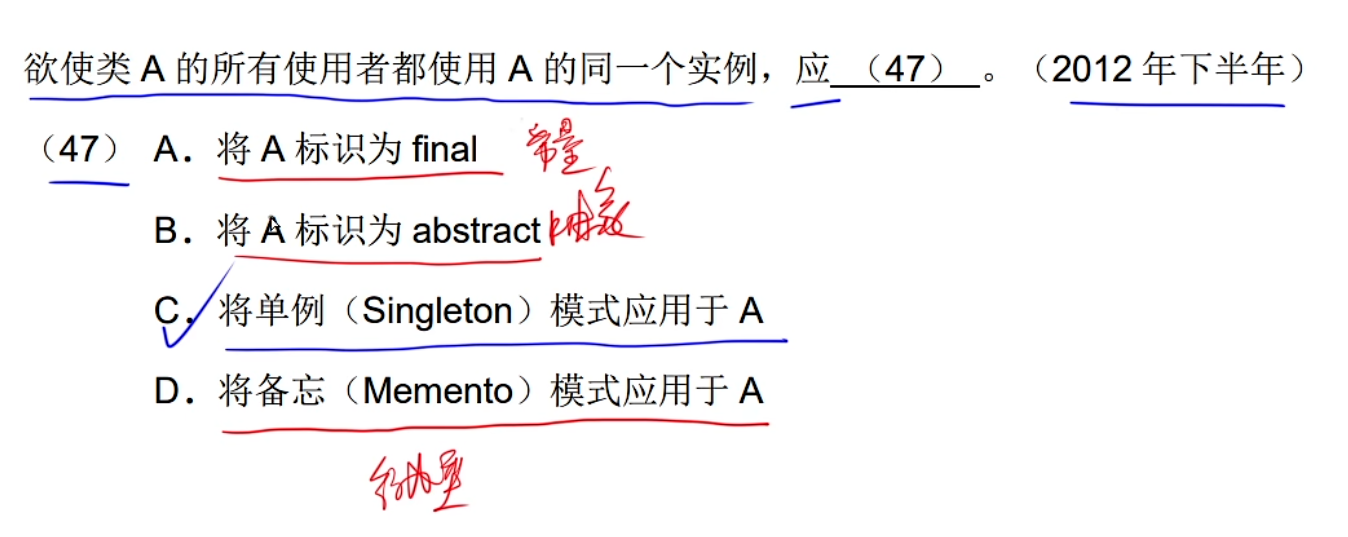 欲使类 A 的所有使用者都使用 A 的同一个实例，应 （47） 。（2012 年下半年）
（47） A．将 A 标识为 final 常量
B．将 A 标识为 abstract 抽象
C．将单例（Singleton）模式应用于 A
D．将备忘（Memento）模式应用于 A
行为型